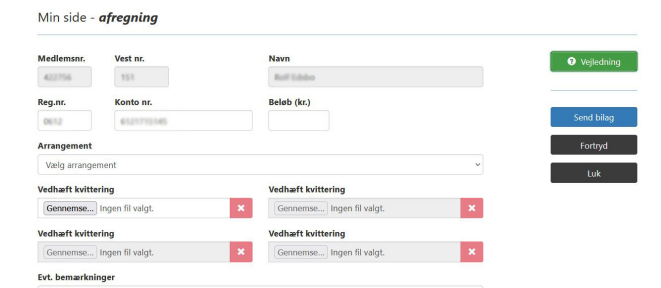 Min side - afregning
Medlemsnr. Vest nr. Navn
Vejledning
Reg.nr. Konto nr. Beløb (kr.)
Send bilag
Arrangement
Fortryd
Vælg arrangement
Luk
Vedhæft kvittering Vedhæft kvittering
Gennemse... Ingen fil valgt. Gennemse... Ingen fil valgt.
Vedhæft kvittering Vedhæft kvittering
Gennemse... Ingen fil valgt. Gennemse... Ingen fil valgt.
Evt. bemærkninger